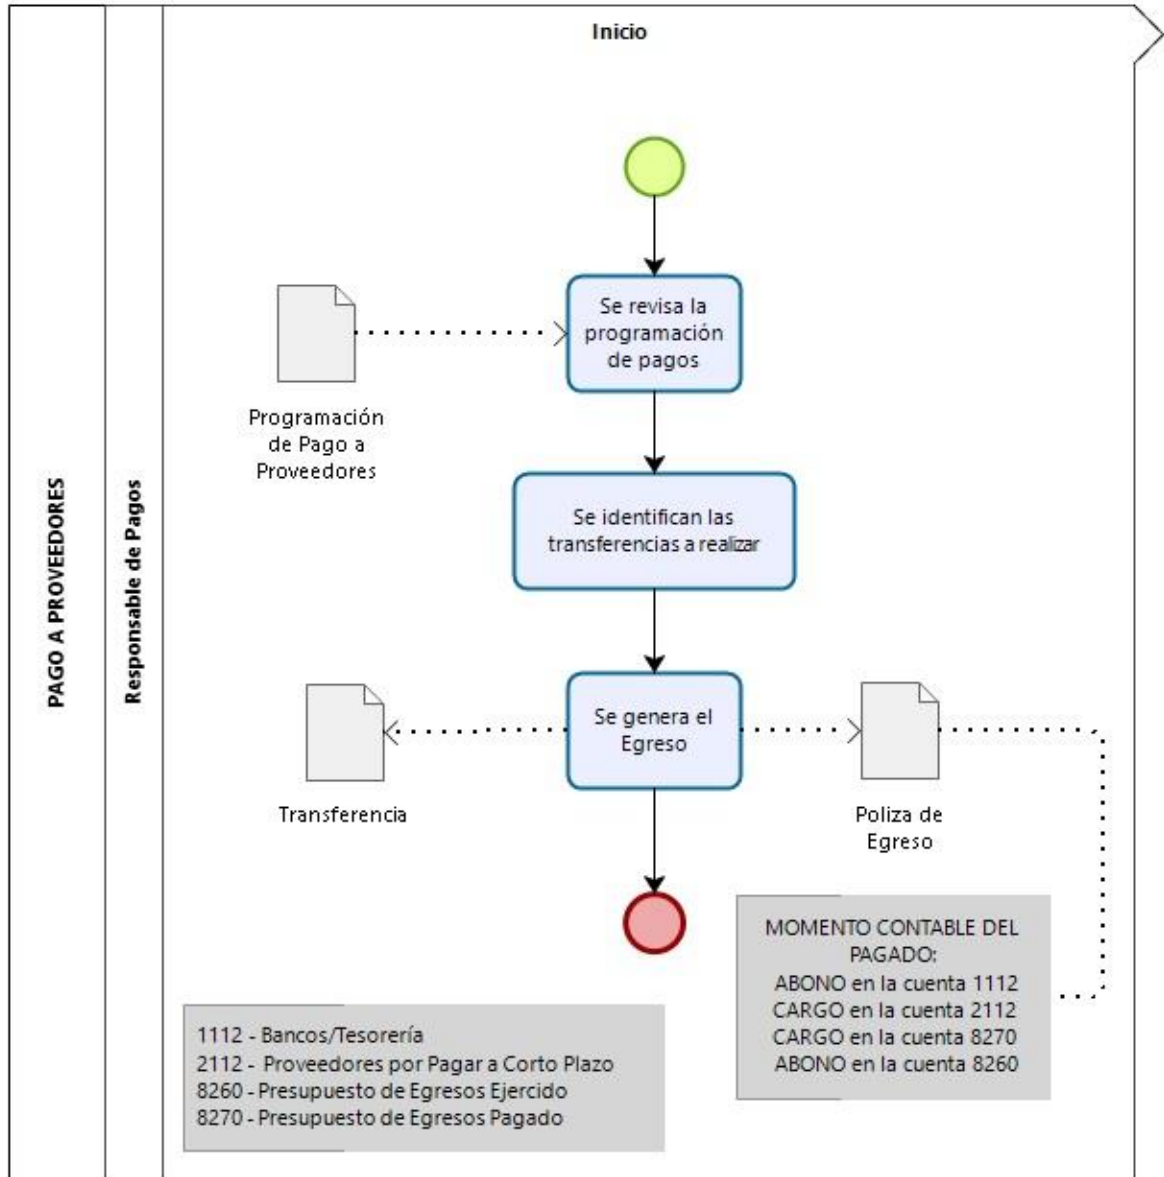 Inicio
PAGO A PROVEEDORES
Responsable de Pagos
Se revisa la
programación
de pagos
Programación
de Pago a
Proveedores
Se identifican las
transferencias a realizar
Se genera el
Egreso
Transferencia
Poliza de
Egreso
MOMENTO CONTABLE DEL
PAGADO:
ABONO en la cuenta 1112
CARGO en la cuenta 2112
CARGO en la cuenta 8270
ABONO en la cuenta 8260
1112 - Bancos/Tesorería
2112 - Proveedores por Pagar a Corto Plazo
8260 - Presupuesto de Egresos Ejercido
8270 - Presupuesto de Egresos Pagado